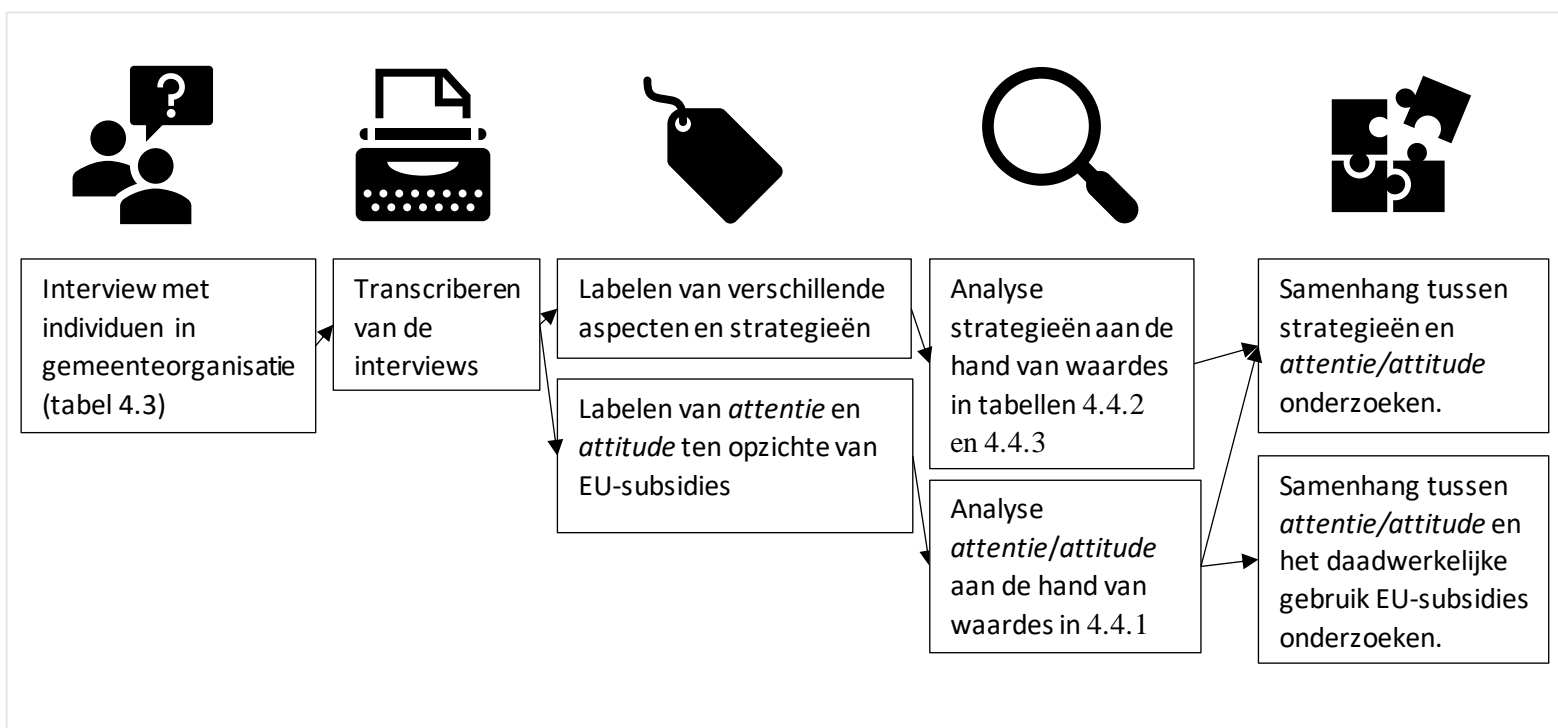 ?
Interview met
individuen in
gemeenteorganisatie
(tabel 4.3)
Transcriberen
van de
interviews
Labelen van verschillende
aspecten en strategieën
Labelen van attentie en
attitude ten opzichte van
EU-subsidies
Analyse
strategieën aan de
hand van waardes
in tabellen 4.4.2
en 4.4.3
Analyse
attentie/attitude
aan de hand van
waardes in 4.4.1
Samenhang tussen
strategieën en
attentie/attitude
onderzoeken.
Samenhang tussen
attentie/attitude en
het daadwerkelijke
gebruik EU-subsidies
onderzoeken.